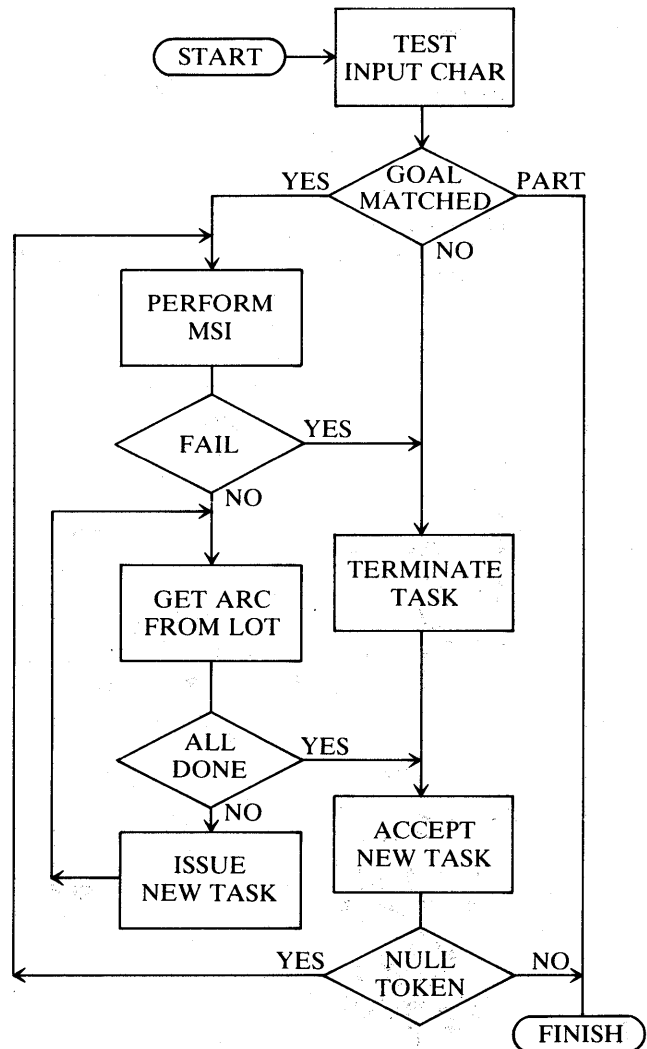 START
TEST
INPUT CHAR
YES
GOAL
MATCHED
PART
NO
PERFORM
MSI
FAIL
YES
NO
GET ARC
FROM LOT
TERMINATE
TASK
ALL
DONE
YES
NO
ISSUE
NEW TASK
ACCEPT
NEW TASK
YES
NULL
TOKEN
NO
FINISH